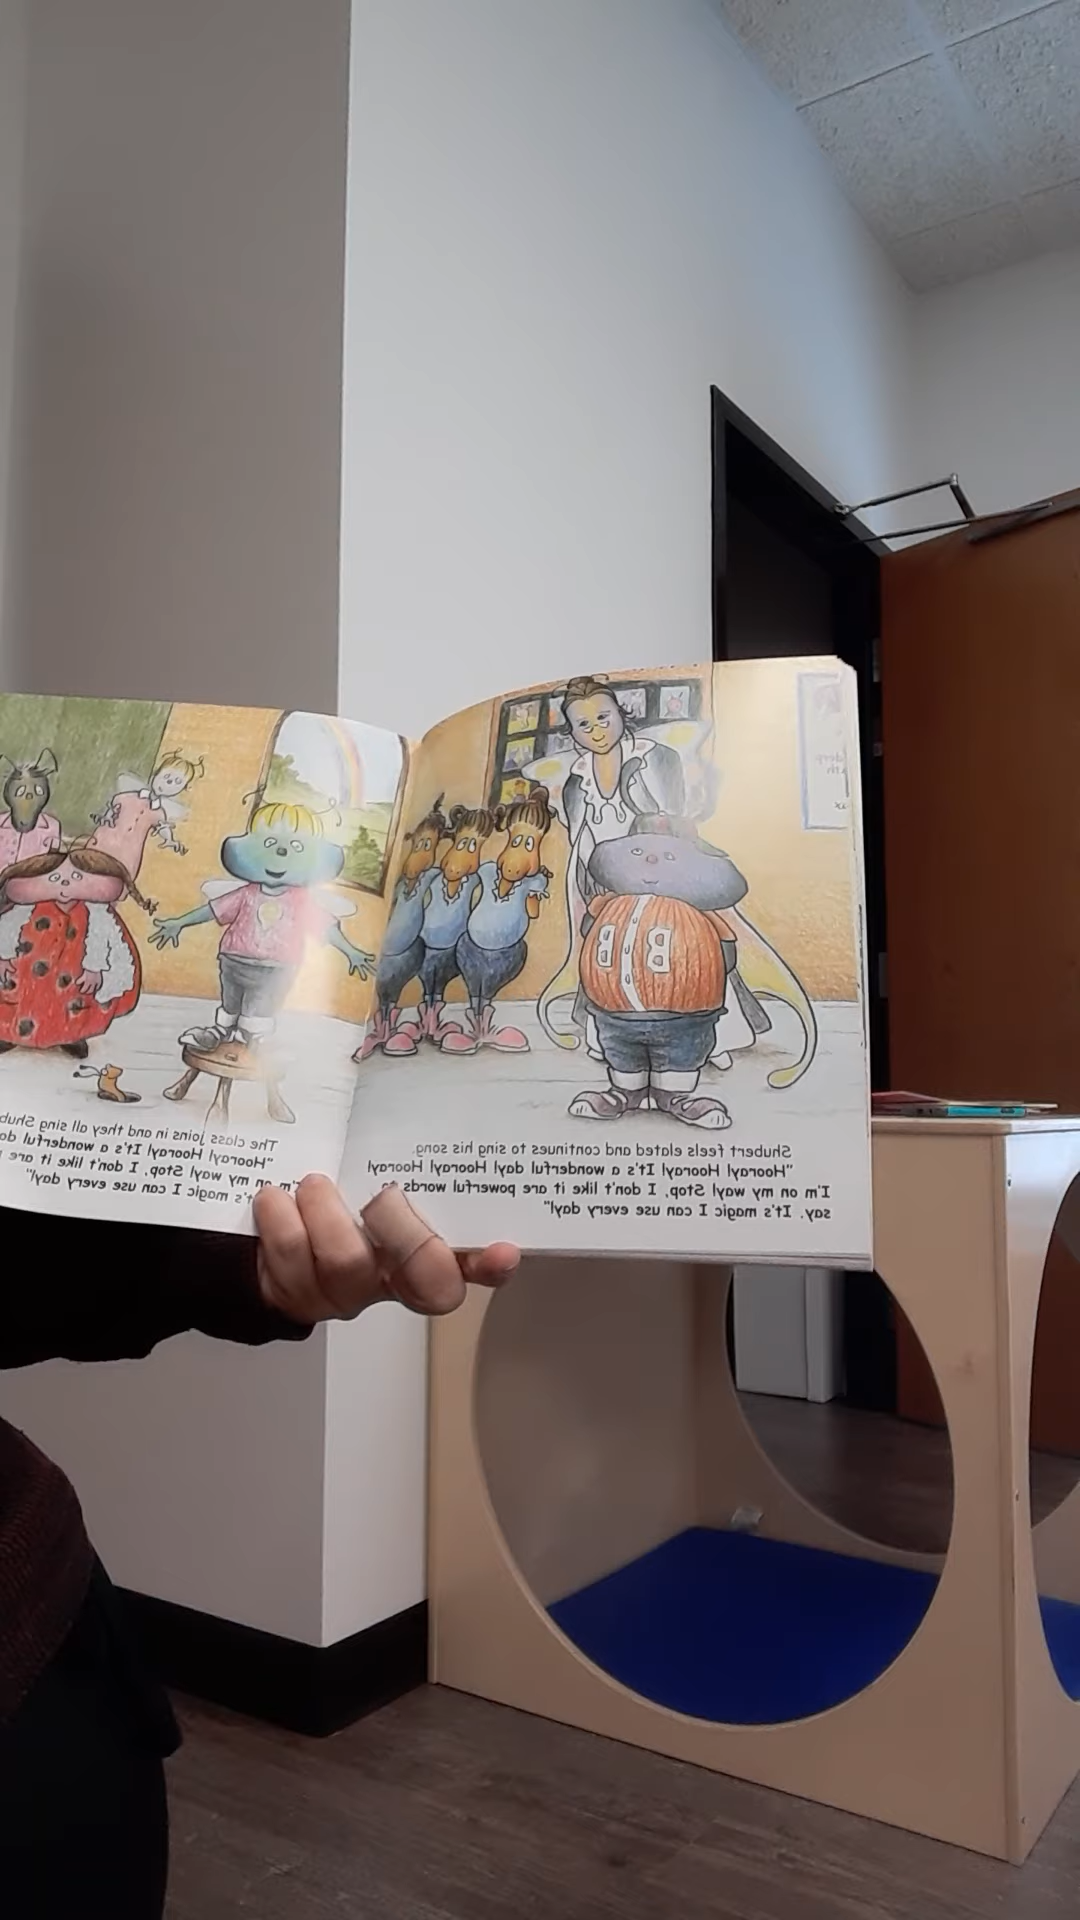 Shubert feels elated and continues to sing his song.
"Hooray! Hooray! It's a wonderful day! Hooray! Hooray!
I'm on my way! Stop, I don't like it are powerful words
say. It's magic I can use every day!"
B B
The class joins in and they all sing
"Hooray! Hooray! It's a wonderful
I'm on my way! Stop, I don't like it are
magic I can use every day!"